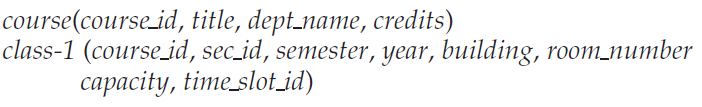 course(course_id, title, dept_name, credits)
class-1 (course_id, sec_id, semester, year, building, room_number
capacity, time_slot_id)